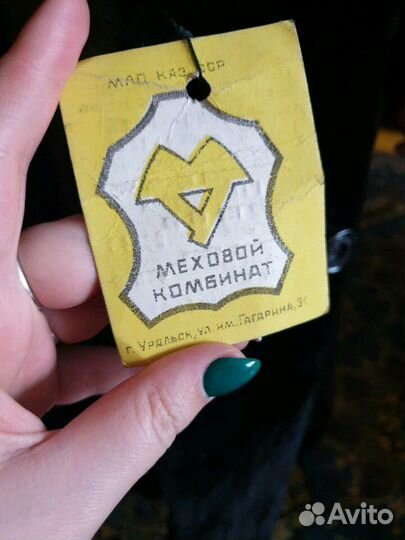 МЛП КАЗ.ССР
МЕХОВОЙ
КОМБИНАТ
г. Уральск, ул. им. Гагарина, 31
Avito